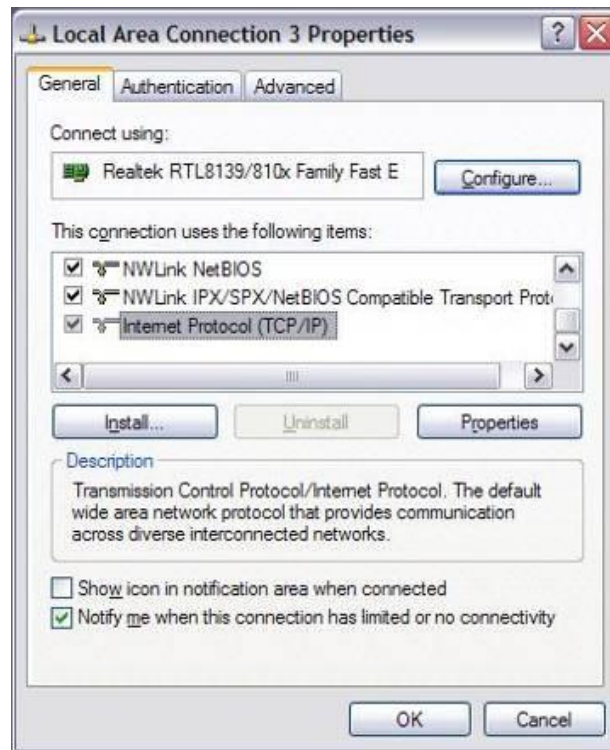 Local Area Connection 3 Properties
General Authentication Advanced
Connect using:
Realtek RTL8139/810x Family Fast E
Configure...
This connection uses the following items:
NWLink NetBIOS
NWLink IPX/SPX/NetBIOS Compatible Transport Prot
Internet Protocol (TCP/IP)
Install... Uninstall Properties
Description
Transmission Control Protocol/Internet Protocol. The default
wide area network protocol that provides communication
across diverse interconnected networks.
Show icon in notification area when connected
Notify me when this connection has limited or no connectivity
OK Cancel